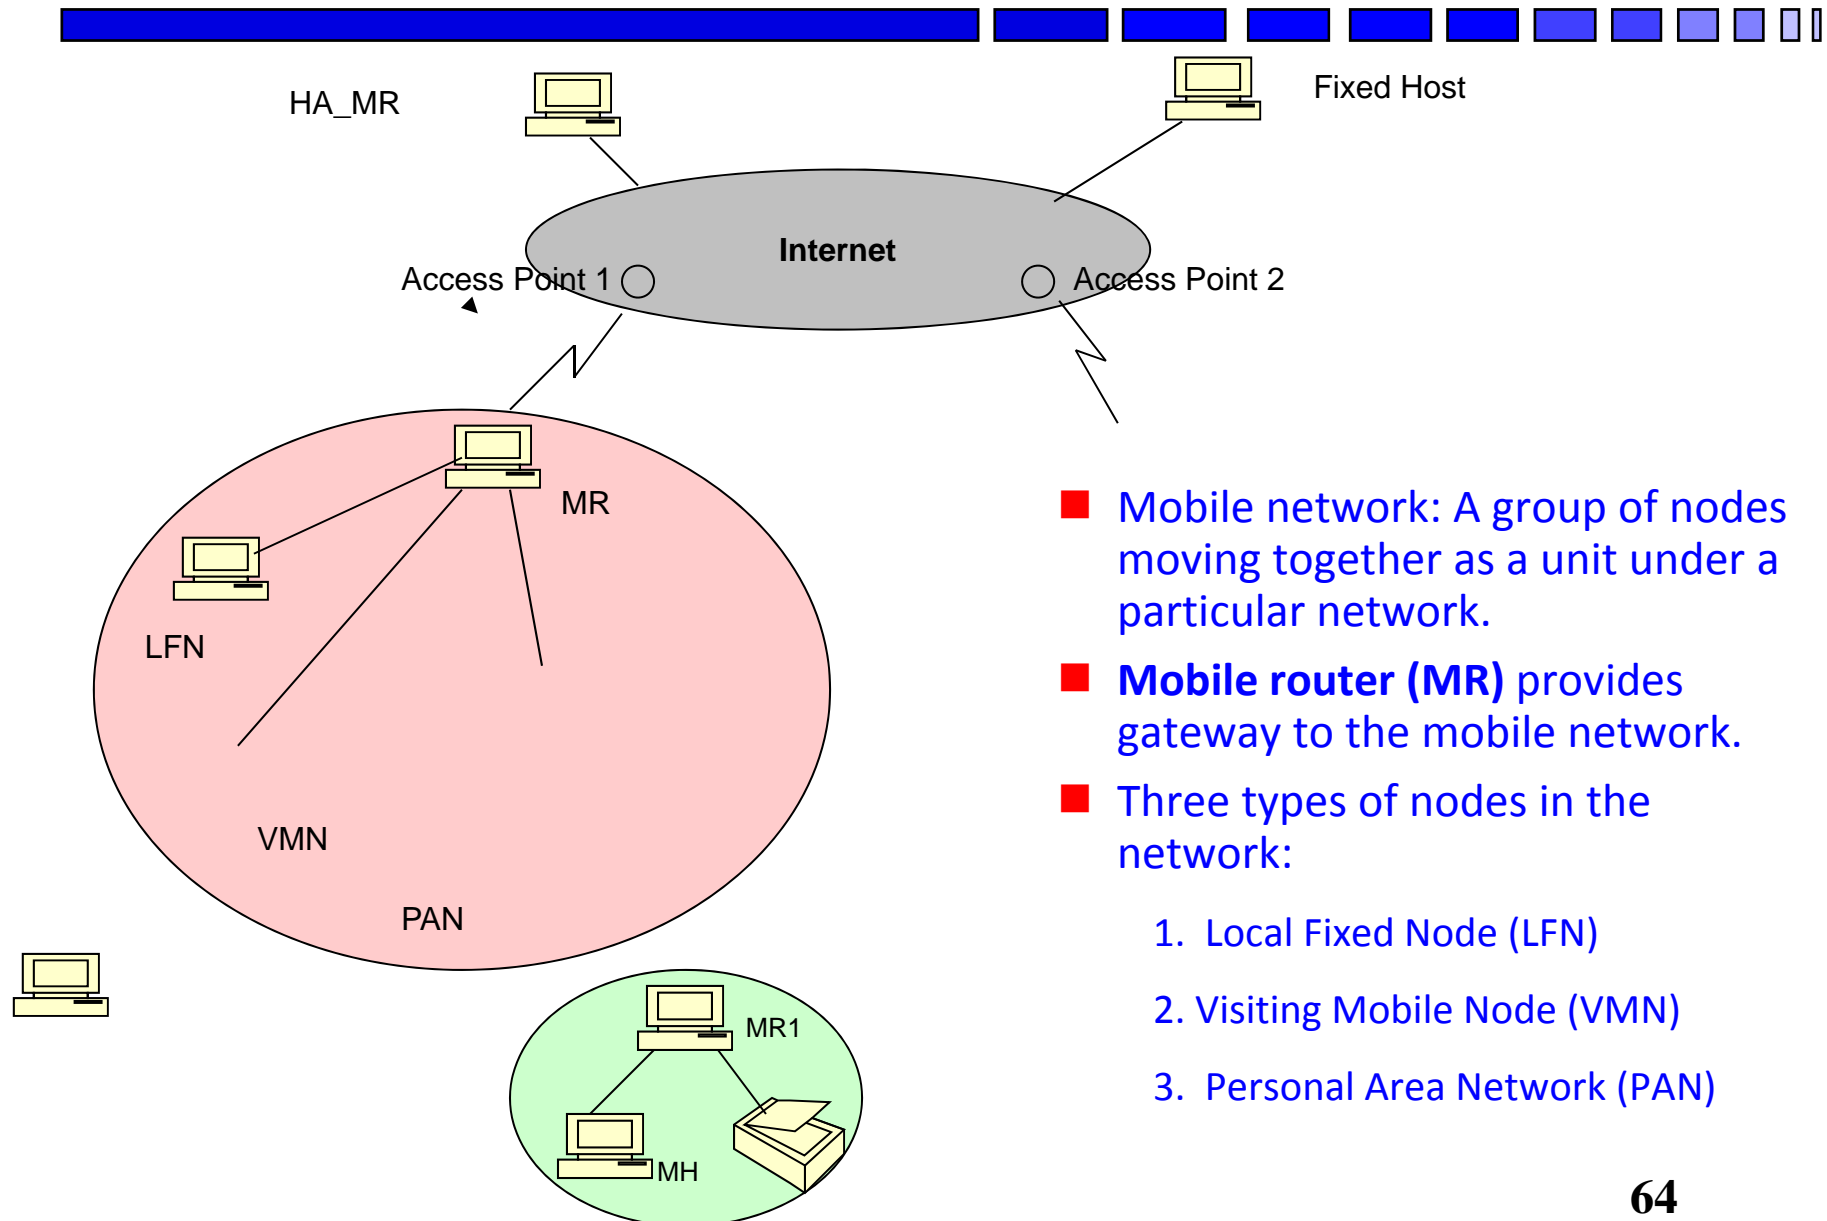 HA_MR
Fixed Host
Internet
Access Point 1
Access Point 2
MR
LFN
VMN
PAN
MR1
MH
Mobile network: A group of nodes
moving together as a unit under a
particular network.
Mobile router (MR) provides
gateway to the mobile network.
Three types of nodes in the
network:
1. Local Fixed Node (LFN)
2. Visiting Mobile Node (VMN)
3. Personal Area Network (PAN)
64